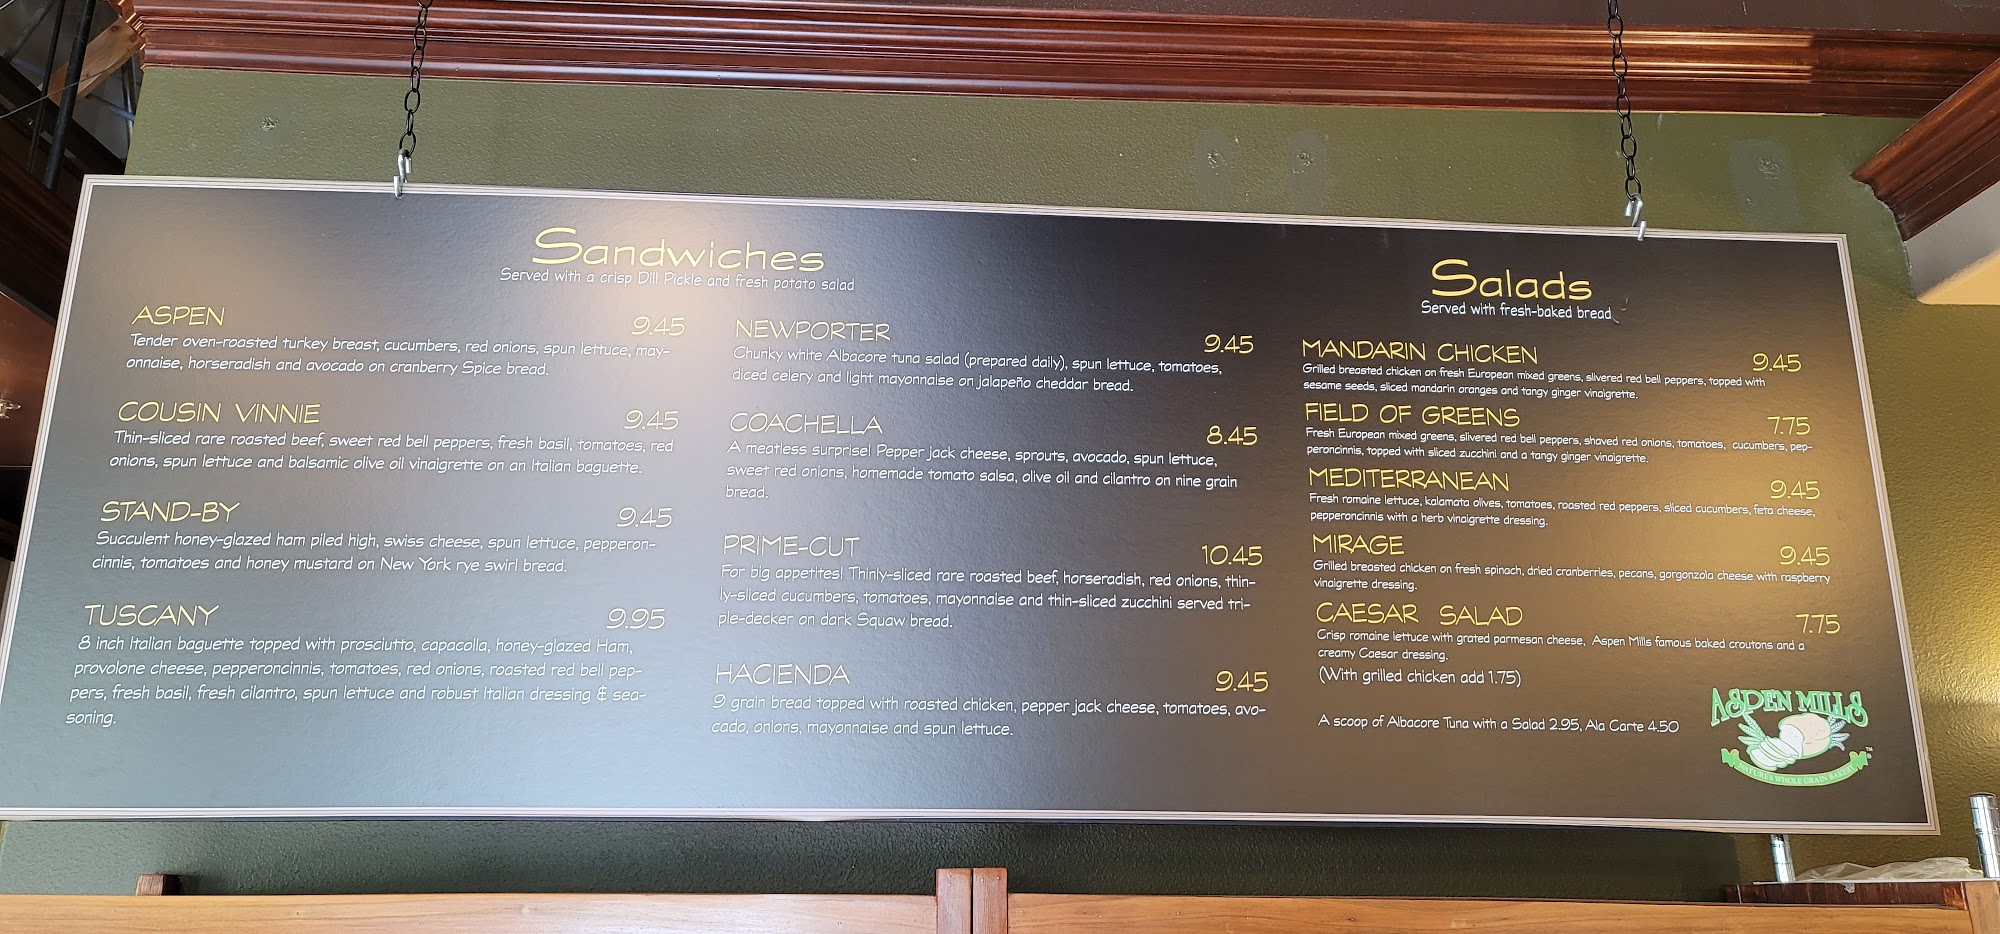 Sandwiches
Served with a crisp Dill Pickle and fresh potato salad
ASPEN 9.45
Tender oven-roasted turkey breast, cucumbers, red onions, spun lettuce, may-
onnaise, horseradish and avocado on cranberry Spice bread.
COUSIN VINNIE 9.45
Thin-sliced rare roasted beef, sweet red bell peppers, fresh basil, tomatoes, red
onions, spun lettuce and balsamic olive oil vinaigrette on an Italian baguette.
STAND-BY 9.45
Succulent honey-glazed ham piled high, swiss cheese, spun lettuce, pepperon-
cinnis, tomatoes and honey mustard on New York rye swirl bread.
TUSCANY 9.95
8 inch Italian baguette topped with prosciutto, capacolla, honey-glazed Ham,
provolone cheese, pepperoncinnis, tomatoes, red onions, roasted red bell pep-
pers, fresh basil, fresh cilantro, spun lettuce and robust Italian dressing & sea-
soning.
NEWPORTER 9.45
Chunky white Albacore tuna salad (prepared daily), spun lettuce, tomatoes,
diced celery and light mayonnaise on jalapeño cheddar bread.
COACHELLA 8.45
A meatless surprise! Pepper jack cheese, sprouts, avocado, spun lettuce,
sweet red onions, homemade tomato salsa, olive oil and cilantro on nine grain
bread.
PRIME-CUT 10.45
For big appetites! Thinly-sliced rare roasted beef, horseradish, red onions, thin-
ly-sliced cucumbers, tomatoes, mayonnaise and thin-sliced zucchini served tri-
ple-decker on dark Squaw bread.
HACIENDA 9.45
9 grain bread topped with roasted chicken, pepper jack cheese, tomatoes, avo-
cado, onions, mayonnaise and spun lettuce.
Salads
Served with fresh-baked bread
MANDARIN CHICKEN 9.45
Grilled breasted chicken on fresh European mixed greens, slivered red bell peppers, topped with
sesame seeds, sliced mandarin oranges and tangy ginger vinaigrette.
FIELD OF GREENS 7.75
Fresh European mixed greens, slivered red bell peppers, shaved red onions, tomatoes, cucumbers, pep-
peroncinnis, topped with sliced zucchini and a tangy ginger vinaigrette.
MEDITERRANEAN 9.45
Fresh romaine lettuce, kalamata olives, tomatoes, roasted red peppers, sliced cucumbers, feta cheese,
pepperoncinnis with a herb vinaigrette dressing.
MIRAGE 9.45
Grilled breasted chicken on fresh spinach, dried cranberries, pecans, gorgonzola cheese with raspberry
vinaigrette dressing.
CAESAR SALAD 7.75
Crisp romaine lettuce with grated parmesan cheese, Aspen Mills famous baked croutons and a
creamy Caesar dressing.
(With grilled chicken add 1.75)
A scoop of Albacore Tuna with a Salad 2.95, Ala Carte 4.50
ASPEN MILLS
NATURE'S WHOLE GRAIN BAKERY
TM
®